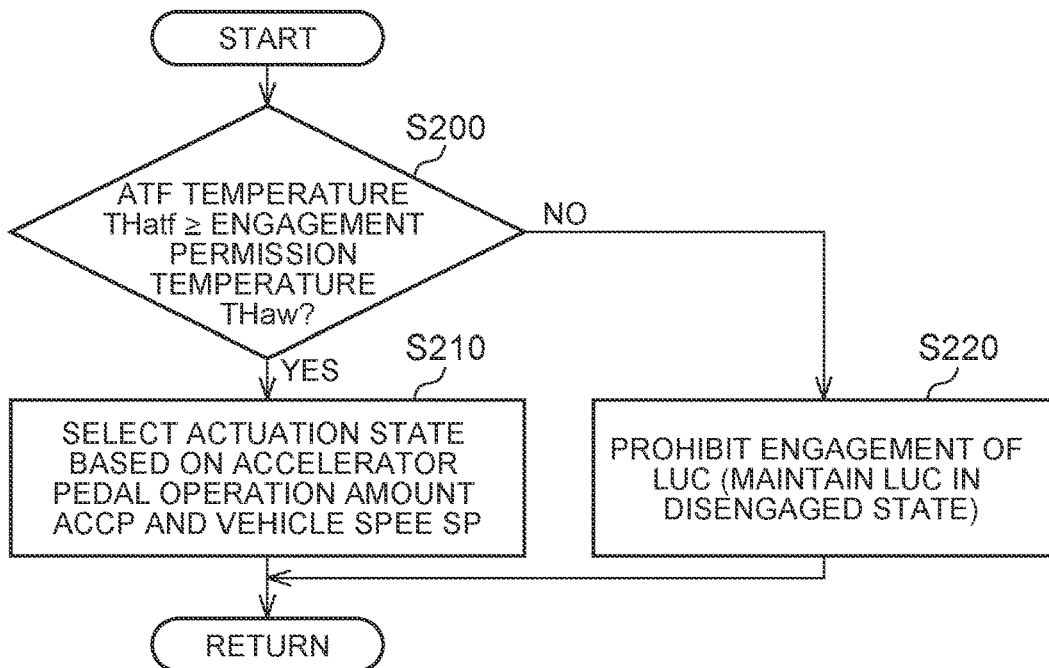 START
S200
ATF TEMPERATURE
THatf ≥ ENGAGEMENT
PERMISSION
TEMPERATURE
THaw?
NO
YES
S210
SELECT ACTUATION STATE
BASED ON ACCELERATOR
PEDAL OPERATION AMOUNT
ACCP AND VEHICLE SPEE SP
S220
PROHIBIT ENGAGEMENT OF
LUC (MAINTAIN LUC IN
DISENGAGED STATE)
RETURN